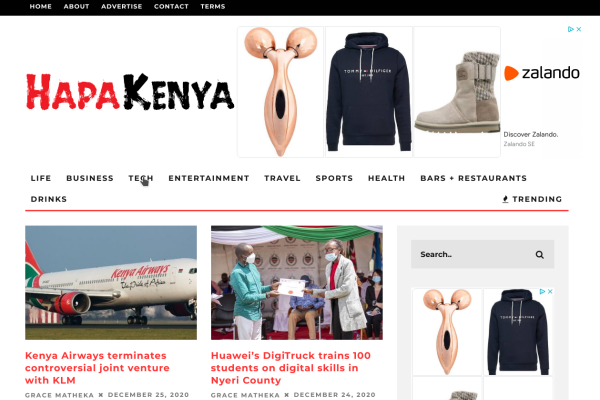 HOME ABOUT ADVERTISE CONTACT TERMS
HAPAKENYA
TOMMY HILFIGER
zalando
Discover Zalando.
Zalando SE
LIFE BUSINESS TECH ENTERTAINMENT TRAVEL SPORTS HEALTH BARS + RESTAURANTS
DRINKS TRENDING
Kenya Airways
The Pride of Africa
Search..
Kenya Airways terminates
controversial joint venture
with KLM
GRACE MATHEKA × DECEMBER 25, 2020
Huawei's DigiTruck trains 100
students on digital skills in
Nyeri County
GRACE MATHEKA × DECEMBER 24, 2020